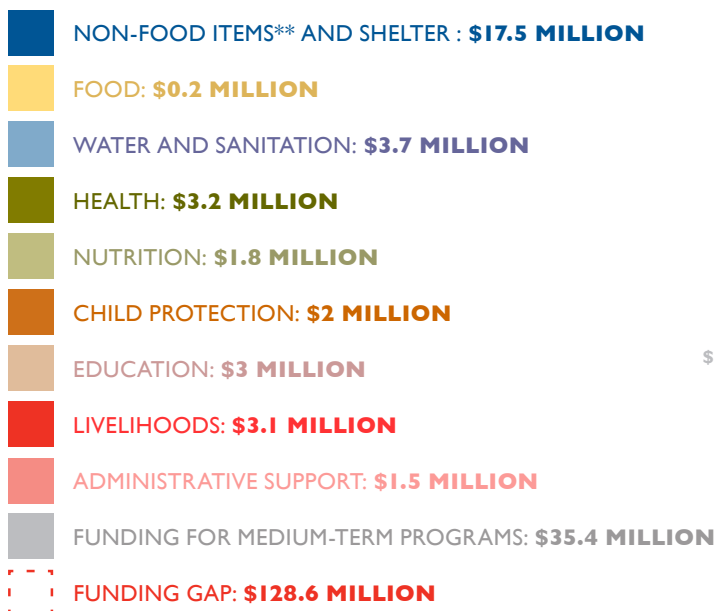 NON-FOOD ITEMS** AND SHELTER : $17.5 MILLION
FOOD: $0.2 MILLION
WATER AND SANITATION: $3.7 MILLION
HEALTH: $3.2 MILLION
NUTRITION: $1.8 MILLION
CHILD PROTECTION: $2 MILLION
$
EDUCATION: $3 MILLION
LIVELIHOODS: $3.1 MILLION
ADMINISTRATIVE SUPPORT: $1.5 MILLION
FUNDING FOR MEDIUM-TERM PROGRAMS: $35.4 MILLION
FUNDING GAP: $128.6 MILLION